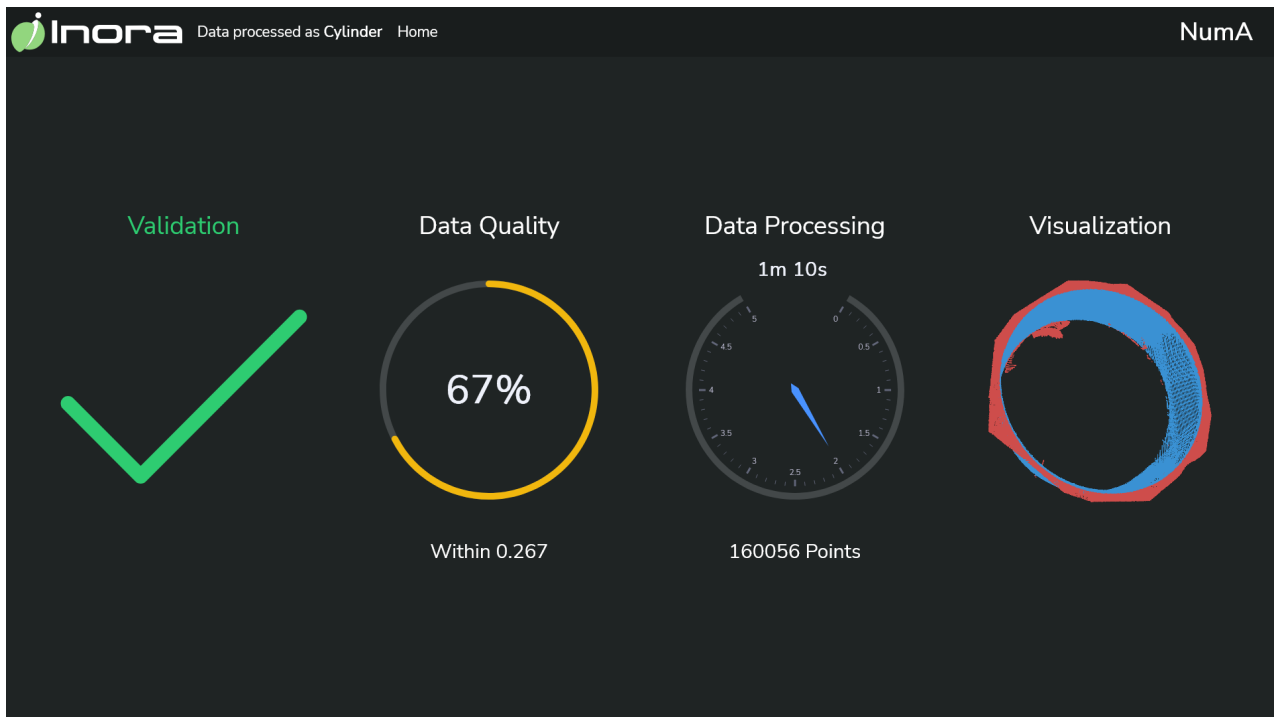 Inora Data processed as Cylinder Home NumA
Validation
Data Quality
67%
Within 0.267
Data Processing
1m 10s
0
0.5
1
1.5
2
2.5
3
3.5
4
4.5
5
160056 Points
Visualization